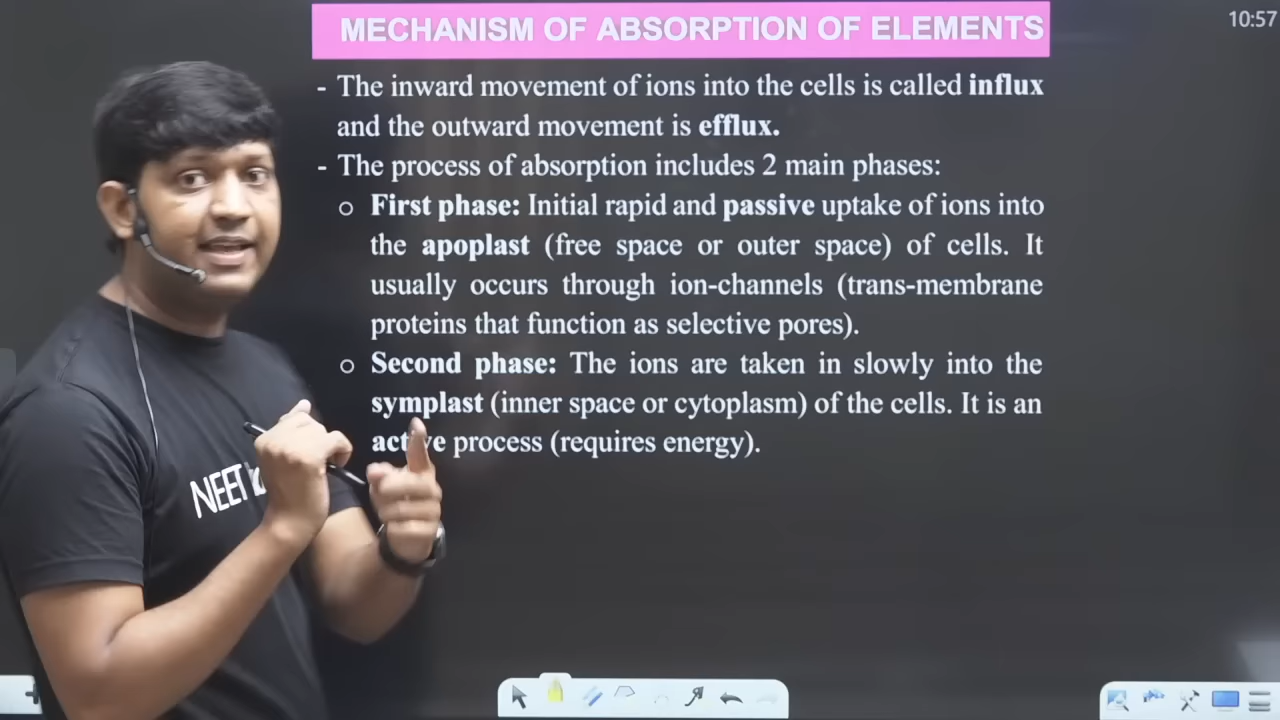 MECHANISM OF ABSORPTION OF ELEMENTS
10:57
- The inward movement of ions into the cells is called influx
and the outward movement is efflux.
- The process of absorption includes 2 main phases:
o First phase: Initial rapid and passive uptake of ions into
the apoplast (free space or outer space) of cells. It
usually occurs through ion-channels (trans-membrane
proteins that function as selective pores).
o Second phase: The ions are taken in slowly into the
symplast (inner space or cytoplasm) of the cells. It is an
active process (requires energy).
NEET